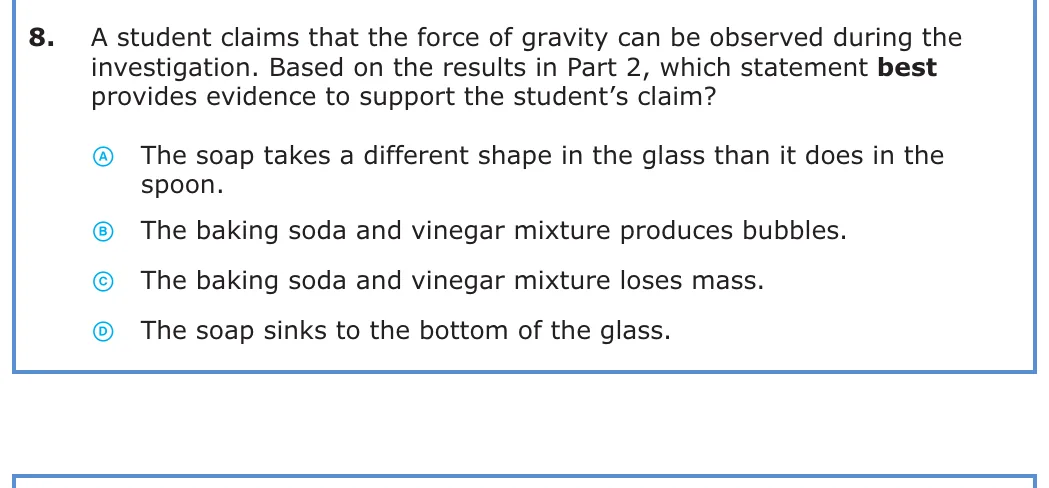 8. A student claims that the force of gravity can be observed during the
investigation. Based on the results in Part 2, which statement best
provides evidence to support the student’s claim?
A The soap takes a different shape in the glass than it does in the
spoon.
B The baking soda and vinegar mixture produces bubbles.
C The baking soda and vinegar mixture loses mass.
D The soap sinks to the bottom of the glass.